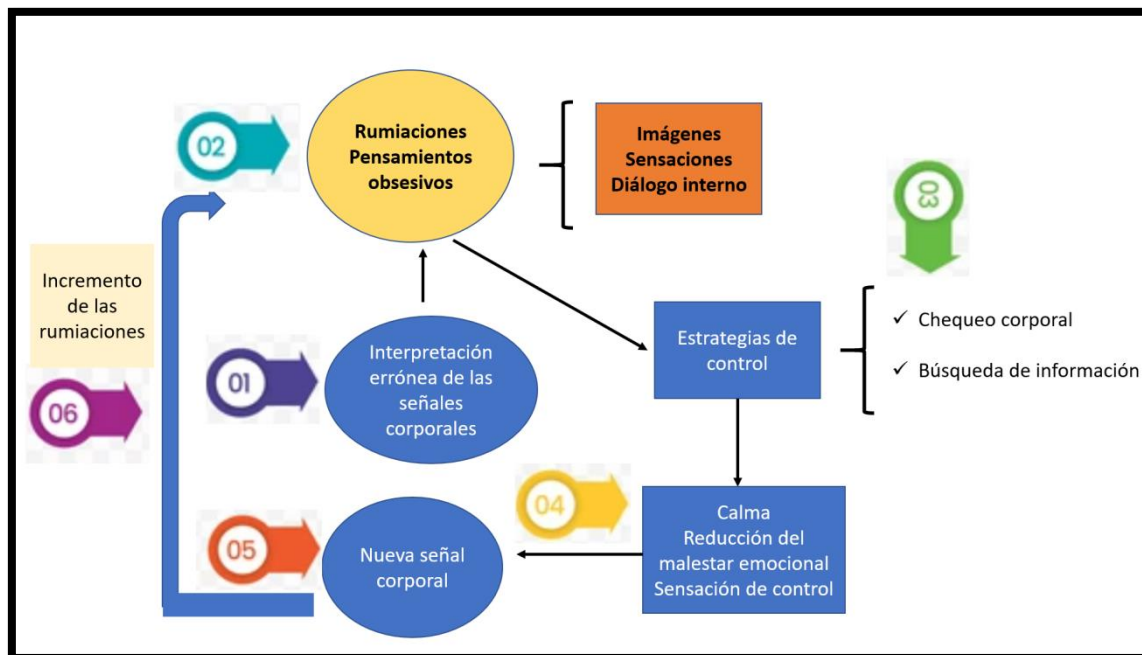 02
Rumiaciones
Pensamientos
obsesivos
Imágenes
Sensaciones
Diálogo interno
03
Incremento
de las
rumiaciones
06
01
Interpretación
errónea de las
señales
corporales
Estrategias de
control
✓ Chequeo corporal
✓ Búsqueda de información
04
Calma
Reducción del
malestar emocional
Sensación de control
05
Nueva señal
corporal